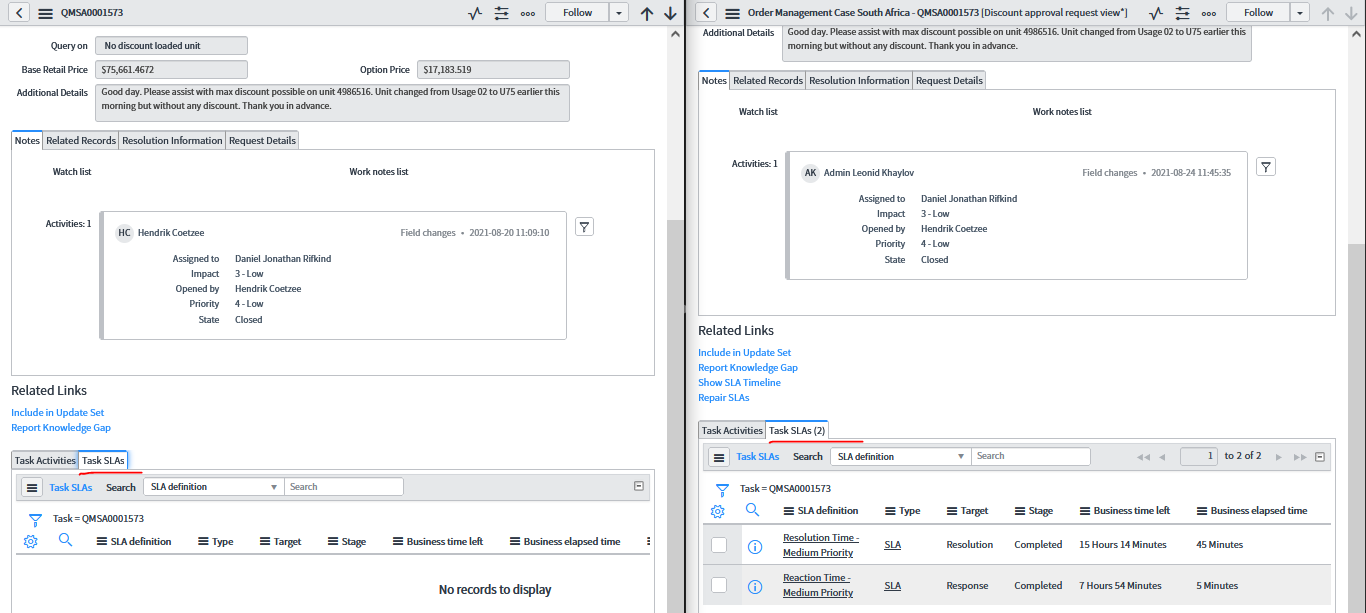 QMSA0001573
Follow
Query on No discount loaded unit
Base Retail Price $75,661.4672 Option Price $17,183.519
Additional Details Good day. Please assist with max discount possible on unit 4986516. Unit changed from Usage 02 to U75 earlier this
morning but without any discount. Thank you in advance.
Notes Related Records Resolution Information Request Details
Watch list Work notes list
Activities: 1
HC Hendrik Coetzee Field changes • 2021-08-20 11:09:10
Assigned to Daniel Jonathan Rifkind
Impact 3 - Low
Opened by Hendrik Coetzee
Priority 4 - Low
State Closed
Related Links
Include in Update Set
Report Knowledge Gap
Task Activities Task SLAs
Task SLAs Search SLA definition Search
Task = QMSA0001573
SLA definition Type Target Stage Business time left Business elapsed time
No records to display
Order Management Case South Africa - QMSA0001573 [Discount approval request view*]
Follow
Additional Details Good day. Please assist with max discount possible on unit 4986516. Unit changed from Usage 02 to U75 earlier this
morning but without any discount. Thank you in advance.
Notes Related Records Resolution Information Request Details
Watch list Work notes list
Activities: 1
AK Admin Leonid Khaylov Field changes • 2021-08-24 11:45:35
Assigned to Daniel Jonathan Rifkind
Impact 3 - Low
Opened by Hendrik Coetzee
Priority 4 - Low
State Closed
Related Links
Include in Update Set
Report Knowledge Gap
Show SLA Timeline
Repair SLAs
Task Activities Task SLAs (2)
Task SLAs Search SLA definition Search 1 to 2 of 2
Task = QMSA0001573
SLA definition Type Target Stage Business time left Business elapsed time
Resolution Time -
Medium Priority SLA Resolution Completed 15 Hours 14 Minutes 45 Minutes
Reaction Time -
Medium Priority SLA Response Completed 7 Hours 54 Minutes 5 Minutes